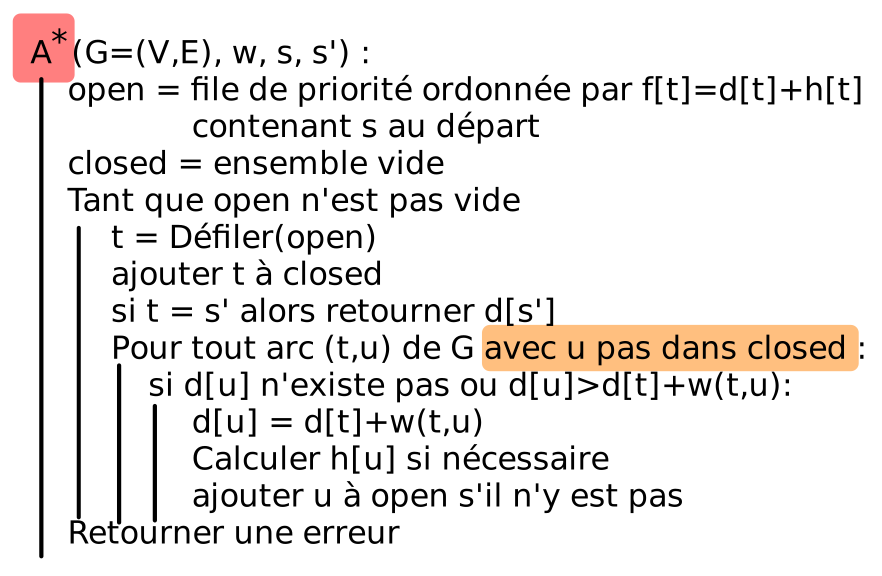 A*(G=(V,E), w, s, s') :
open = file de priorité ordonnée par f[t]=d[t]+h[t]
contenant s au départ
closed = ensemble vide
Tant que open n'est pas vide
t = Défiler(open)
ajouter t à closed
si t = s' alors retourner d[s']
Pour tout arc (t,u) de G avec u pas dans closed :
si d[u] n'existe pas ou d[u]>d[t]+w(t,u):
d[u] = d[t]+w(t,u)
Calculer h[u] si nécessaire
ajouter u à open s'il n'y est pas
Retourner une erreur